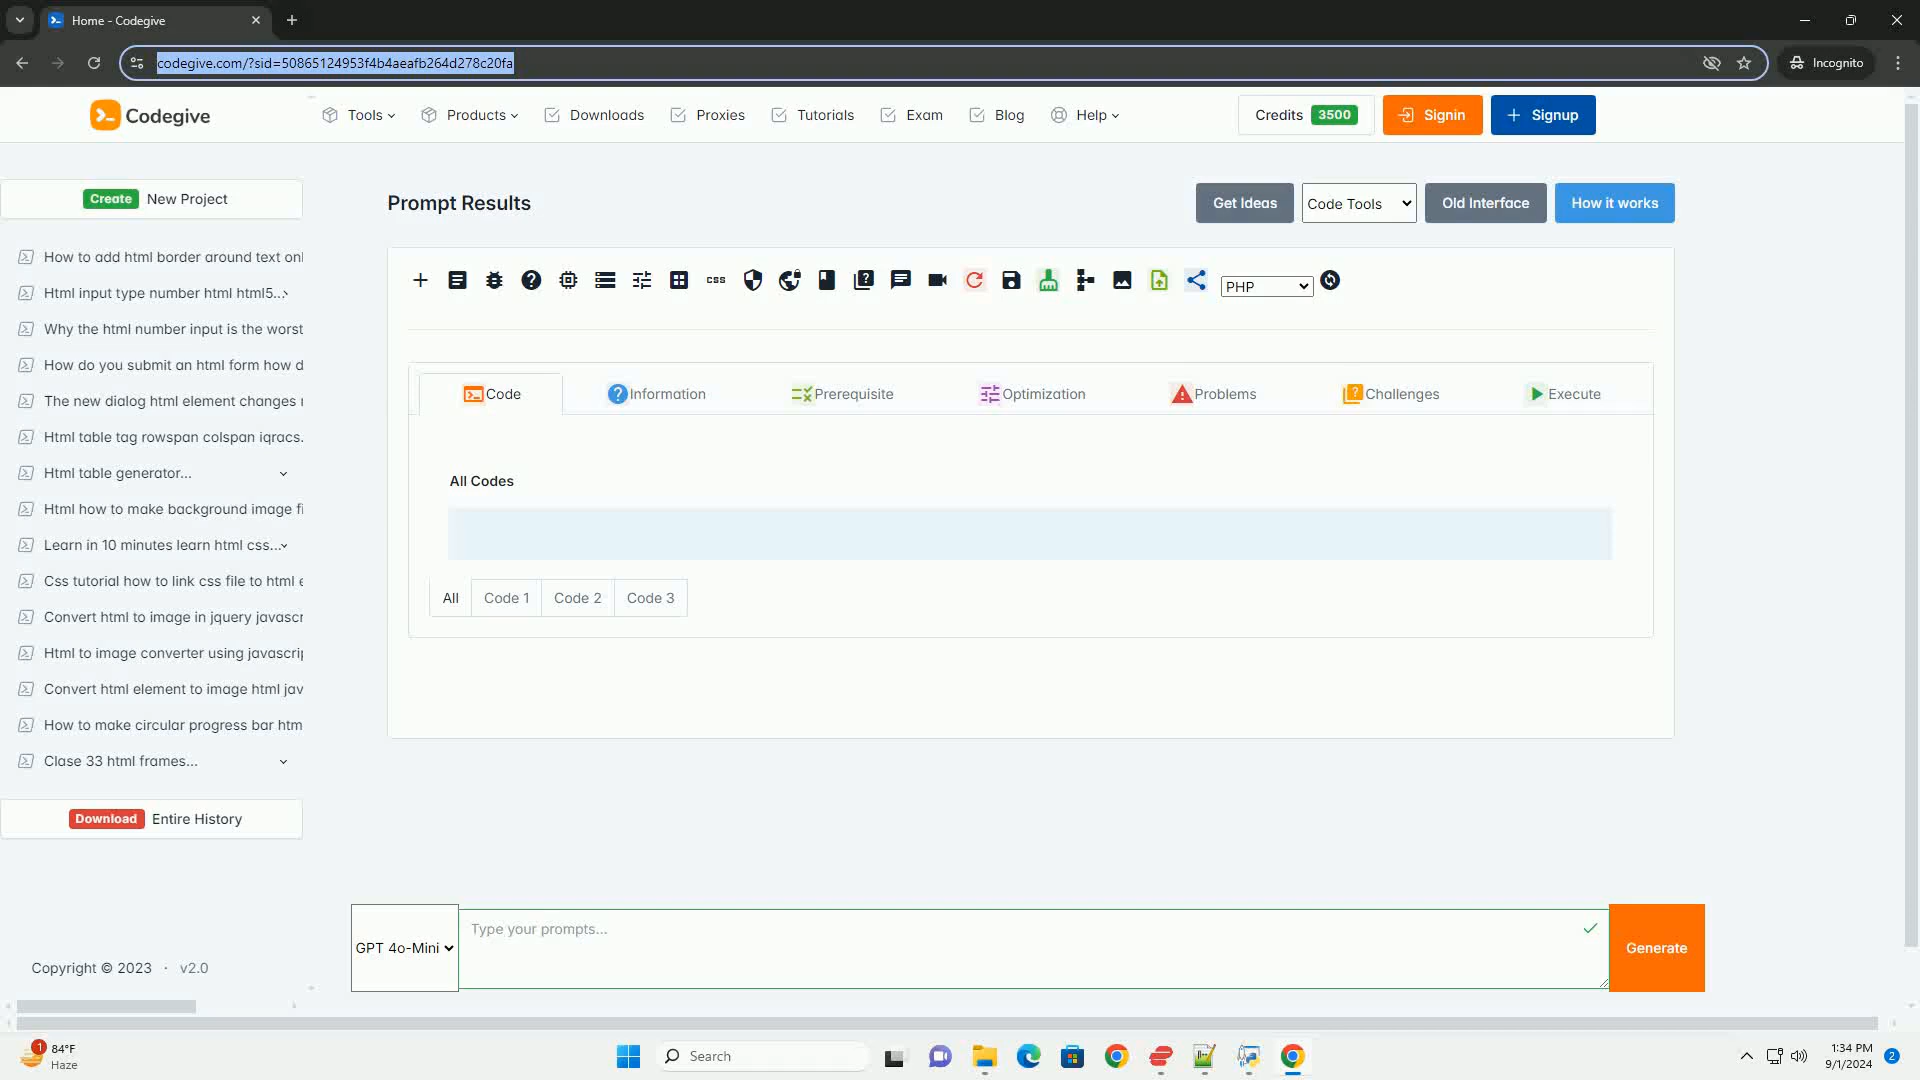 Home - Codegive
codegive.com/?sid=50865124953f4b4aeafb264d278c20fa
Incognito
Codegive
Tools
Products
Downloads
Proxies
Tutorials
Exam
Blog
Help
Credits 3500
Signin
Signup
Create New Project
Prompt Results
Get Ideas
Code Tools
Old Interface
How it works
How to add html border around text onl
Html input type number html html5...
Why the html number input is the worst
How do you submit an html form how d
The new dialog html element changes
Html table tag rowspan colspan iqracs.
Html table generator...
Html how to make background image fi
Learn in 10 minutes learn html css...
Css tutorial how to link css file to html e
Convert html to image in jquery javascr
Html to image converter using javascrip
Convert html element to image html jav
How to make circular progress bar htm
Clase 33 html frames...
Download Entire History
css
PHP
Code
Information
Prerequisite
Optimization
Problems
Challenges
Execute
All Codes
All
Code 1
Code 2
Code 3
GPT 4o-Mini
Type your prompts...
Generate
Copyright © 2023 · v2.0
1
84°F
Haze
Search
1:34 PM
9/1/2024
2